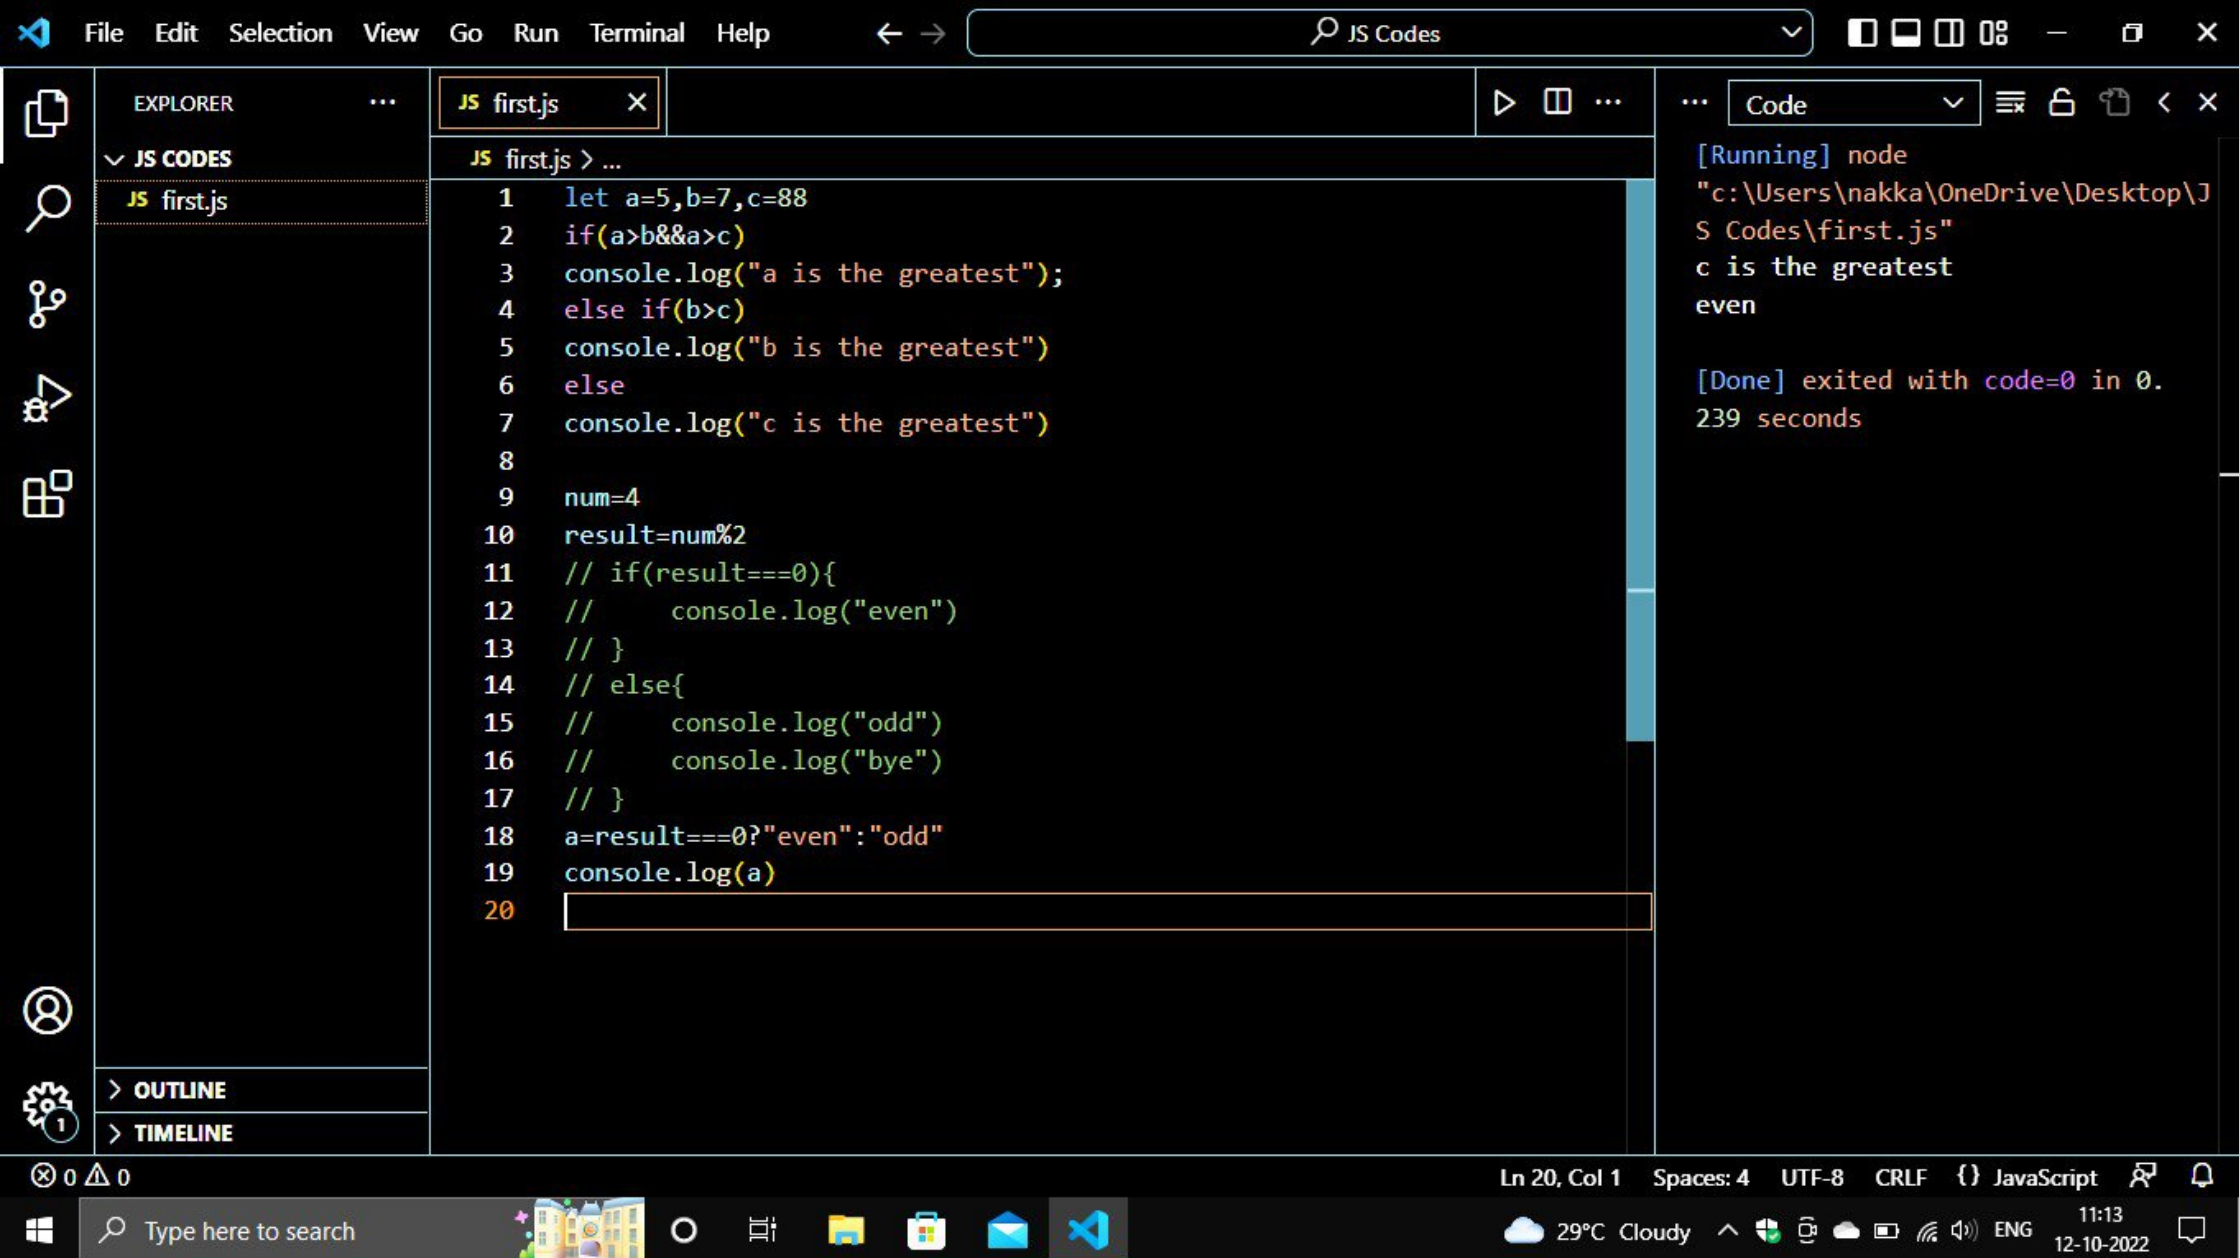 File Edit Selection View Go Run Terminal Help JS Codes
EXPLORER
JS CODES
JS first.js
JS first.js
JS first.js > ...
1 let a=5,b=7,c=88
2 if(a>b&&a>c)
3 console.log("a is the greatest");
4 else if(b>c)
5 console.log("b is the greatest")
6 else
7 console.log("c is the greatest")
8
9 num=4
10 result=num%2
11 // if(result===0){
12 //     console.log("even")
13 // }
14 // else{
15 //     console.log("odd")
16 //     console.log("bye")
17 // }
18 a=result===0?"even":"odd"
19 console.log(a)
20
Code
[Running] node
"c:\Users\nakka\OneDrive\Desktop\J
S Codes\first.js"
c is the greatest
even
[Done] exited with code=0 in 0.
239 seconds
1
OUTLINE
TIMELINE
0 0 Ln 20, Col 1 Spaces: 4 UTF-8 CRLF {} JavaScript
Type here to search 29°C Cloudy ENG 11:13
12-10-2022